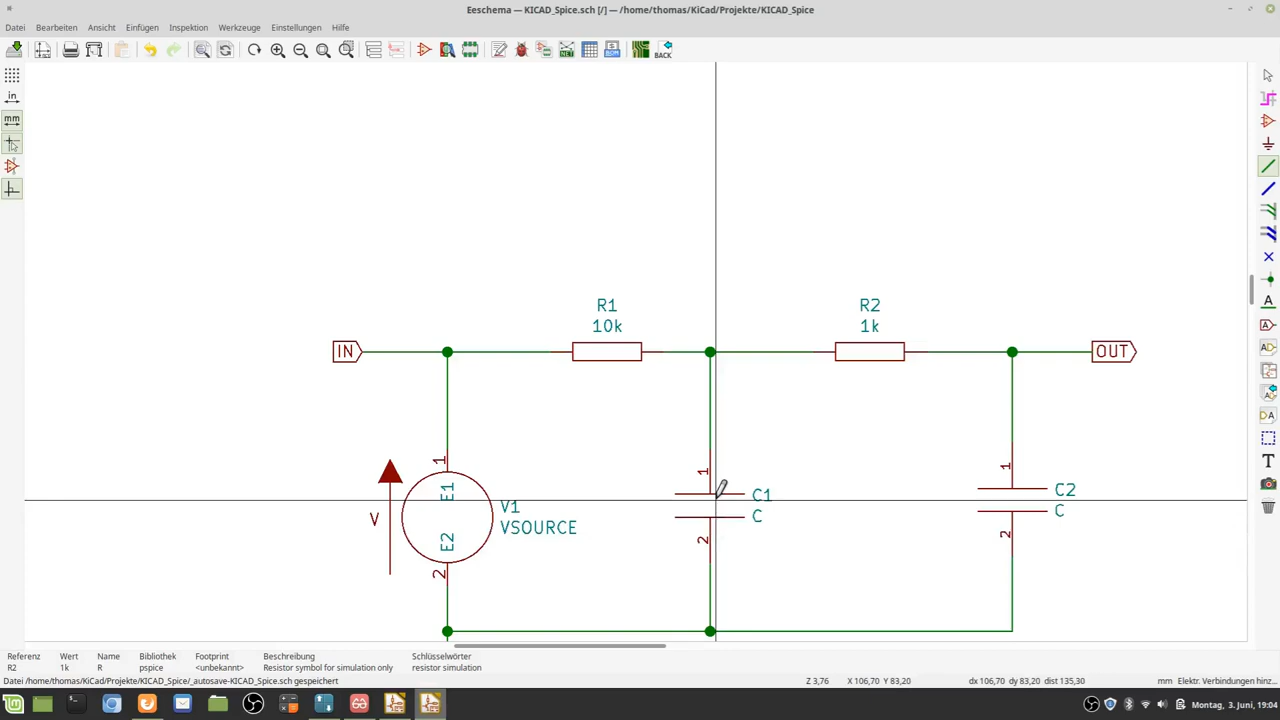 Eeschema — KICAD_Spice.sch [/] — /home/thomas/KiCad/Projekte/KICAD_Spice
Datei Bearbeiten Ansicht Einfügen Inspektion Werkzeuge Einstellungen Hilfe
BACK
in
mm
R1
10k
R2
1k
IN
OUT
1
1
1
E1
V1
VSOURCE
V
E2
2
C1
C
2
C2
C
2
Referenz Wert Name Bibliothek Footprint Beschreibung Schlüsselwörter
R2 1k R pspice <unbekannt> Resistor symbol for simulation only resistor simulation
Datei /home/thomas/KiCad/Projekte/KICAD_Spice/_autosave-KICAD_Spice.sch gespeichert Z 3,76 X 106,70 Y 83,20 dx 106,70 dy 83,20 dist 135,30 mm Elektr. Verbindungen hinz...
Montag, 3. Juni, 19:04